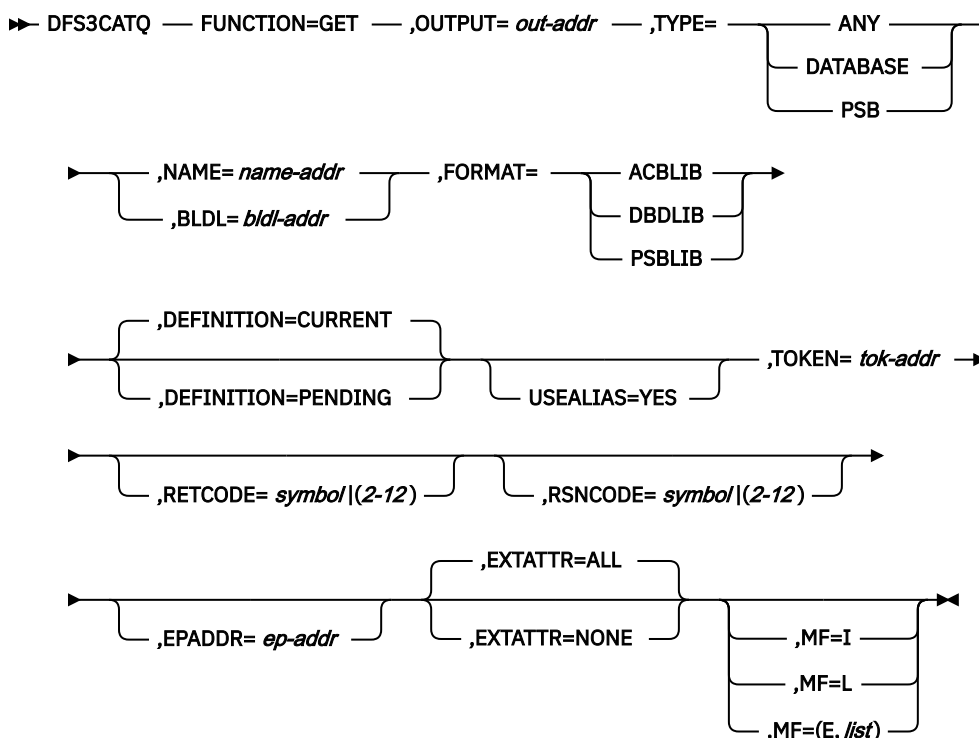 DFS3CATQ FUNCTION=GET ,OUTPUT= out-addr ,TYPE= ANY
DATABASE
PSB
,NAME= name-addr ,FORMAT= ACBLIB
,BLDL= bldl-addr DBDLIB
PSBLIB
,DEFINITION=CURRENT
,DEFINITION=PENDING USEALIAS=YES ,TOKEN= tok-addr
,RETCODE= symbol|(2-12) ,RSNCODE= symbol|(2-12)
,EXTATTR=ALL
,EPADDR= ep-addr ,EXTATTR=NONE ,MF=I
,MF=L
,MF=(E, list)